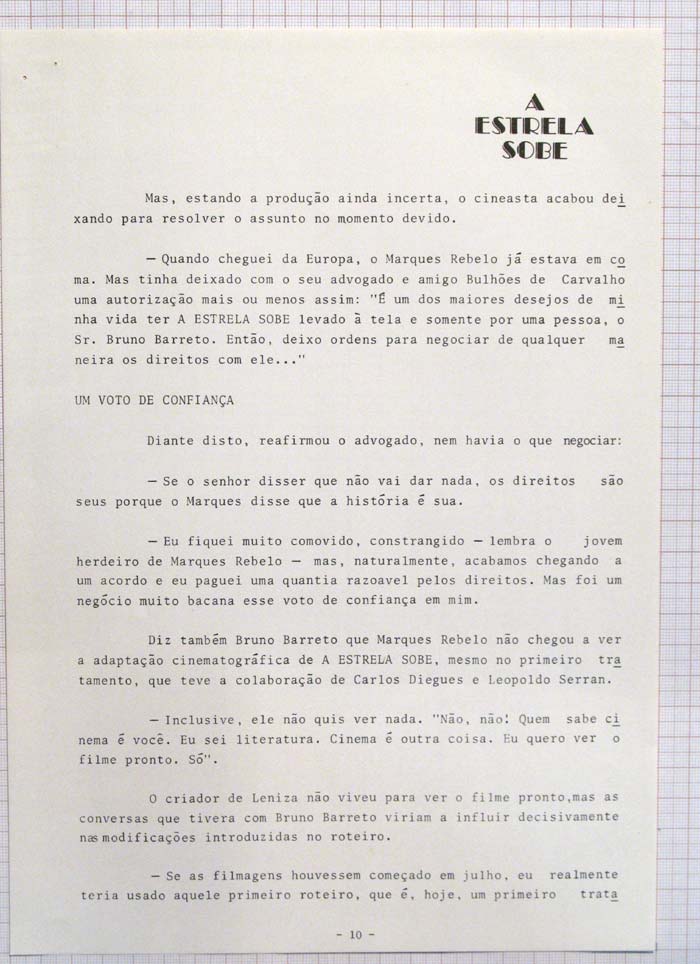 A
ESTRELA
SOBE
Mas, estando a produção ainda incerta, o cineasta acabou dei
xando para resolver o assunto no momento devido.
— Quando cheguei da Europa, o Marques Rebelo já estava em co
ma. Mas tinha deixado com o seu advogado e amigo Bulhões de Carvalho
uma autorização mais ou menos assim: "É um dos maiores desejos de mi
nha vida ter A ESTRELA SOBE levado à tela e somente por uma pessoa, o
Sr. Bruno Barreto. Então, deixo ordens para negociar de qualquer ma
neira os direitos com ele..."
UM VOTO DE CONFIANÇA
Diante disto, reafirmou o advogado, nem havia o que negociar:
— Se o senhor disser que não vai dar nada, os direitos são
seus porque o Marques disse que a história é sua.
— Eu fiquei muito comovido, constrangido — lembra o jovem
herdeiro de Marques Rebelo — mas, naturalmente, acabamos chegando a
um acordo e eu paguei uma quantia razoavel pelos direitos. Mas foi um
negócio muito bacana esse voto de confiança em mim.
Diz também Bruno Barreto que Marques Rebelo não chegou a ver
a adaptação cinematográfica de A ESTRELA SOBE, mesmo no primeiro tra
tamento, que teve a colaboração de Carlos Diegues e Leopoldo Serran.
— Inclusive, ele não quis ver nada. "Não, não! Quem sabe ci
nema é você. Eu sei literatura. Cinema é outra coisa. Eu quero ver o
filme pronto. Só".
O criador de Leniza não viveu para ver o filme pronto,mas as
conversas que tivera com Bruno Barreto viriam a influir decisivamente
nas modificações introduzidas no roteiro.
— Se as filmagens houvessem começado em julho, eu realmente
teria usado aquele primeiro roteiro, que é, hoje, um primeiro trata
- 10 -